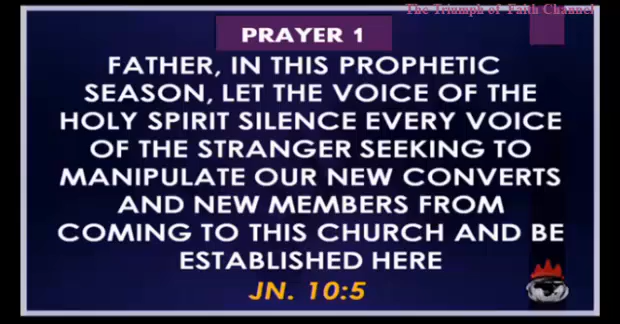 The Triumph of Faith Channel
PRAYER 1
FATHER, IN THIS PROPHETIC
SEASON, LET THE VOICE OF THE
HOLY SPIRIT SILENCE EVERY VOICE
OF THE STRANGER SEEKING TO
MANIPULATE OUR NEW CONVERTS
AND NEW MEMBERS FROM
COMING TO THIS CHURCH AND BE
ESTABLISHED HERE
JN. 10:5